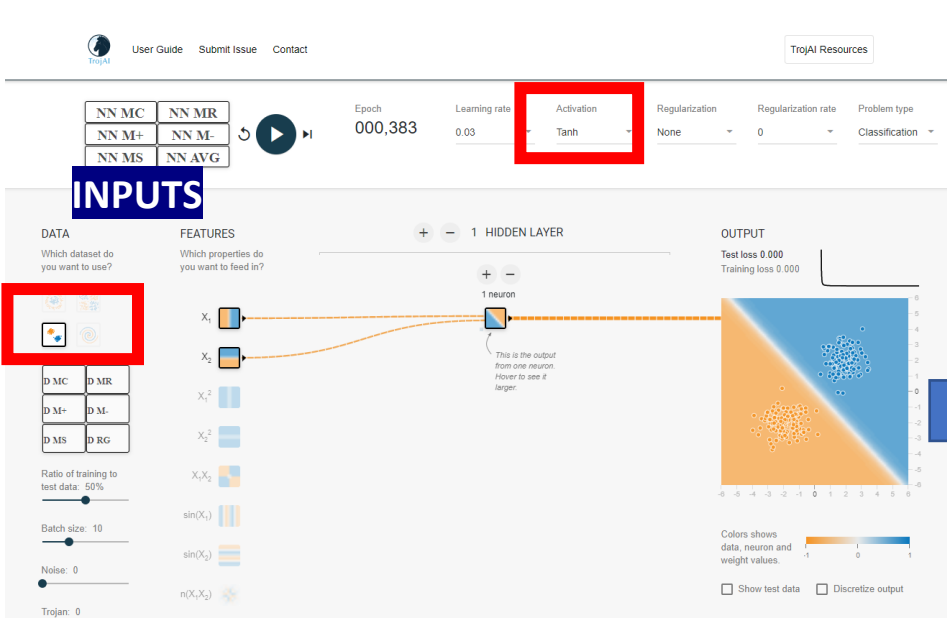 TrojAI
User Guide Submit Issue Contact
TrojAI Resources
NN MC NN MR
NN M+ NN M-
NN MS NN AVG
Epoch
000,383
Learning rate
0.03
Activation
Tanh
Regularization
None
Regularization rate
0
Problem type
Classification
INPUTS
DATA
Which dataset do
you want to use?
D MC D MR
D M+ D M-
D MS D RG
Ratio of training to
test data: 50%
Batch size: 10
Noise: 0
Trojan: 0
FEATURES
Which properties do
you want to feed in?
X₁
X₂
X₁²
X₂²
X₁X₂
sin(X₁)
sin(X₂)
n(X₁X₂)
+ − 1 HIDDEN LAYER
+ −
1 neuron
This is the output
from one neuron.
Hover to see it
larger.
OUTPUT
Test loss 0.000
Training loss 0.000
6
5
4
3
2
1
0
-1
-2
-3
-4
-5
-6
-6 -5 -4 -3 -2 -1 0 1 2 3 4 5 6
Colors shows
data, neuron and
weight values.
-1 0 1
Show test data Discretize output